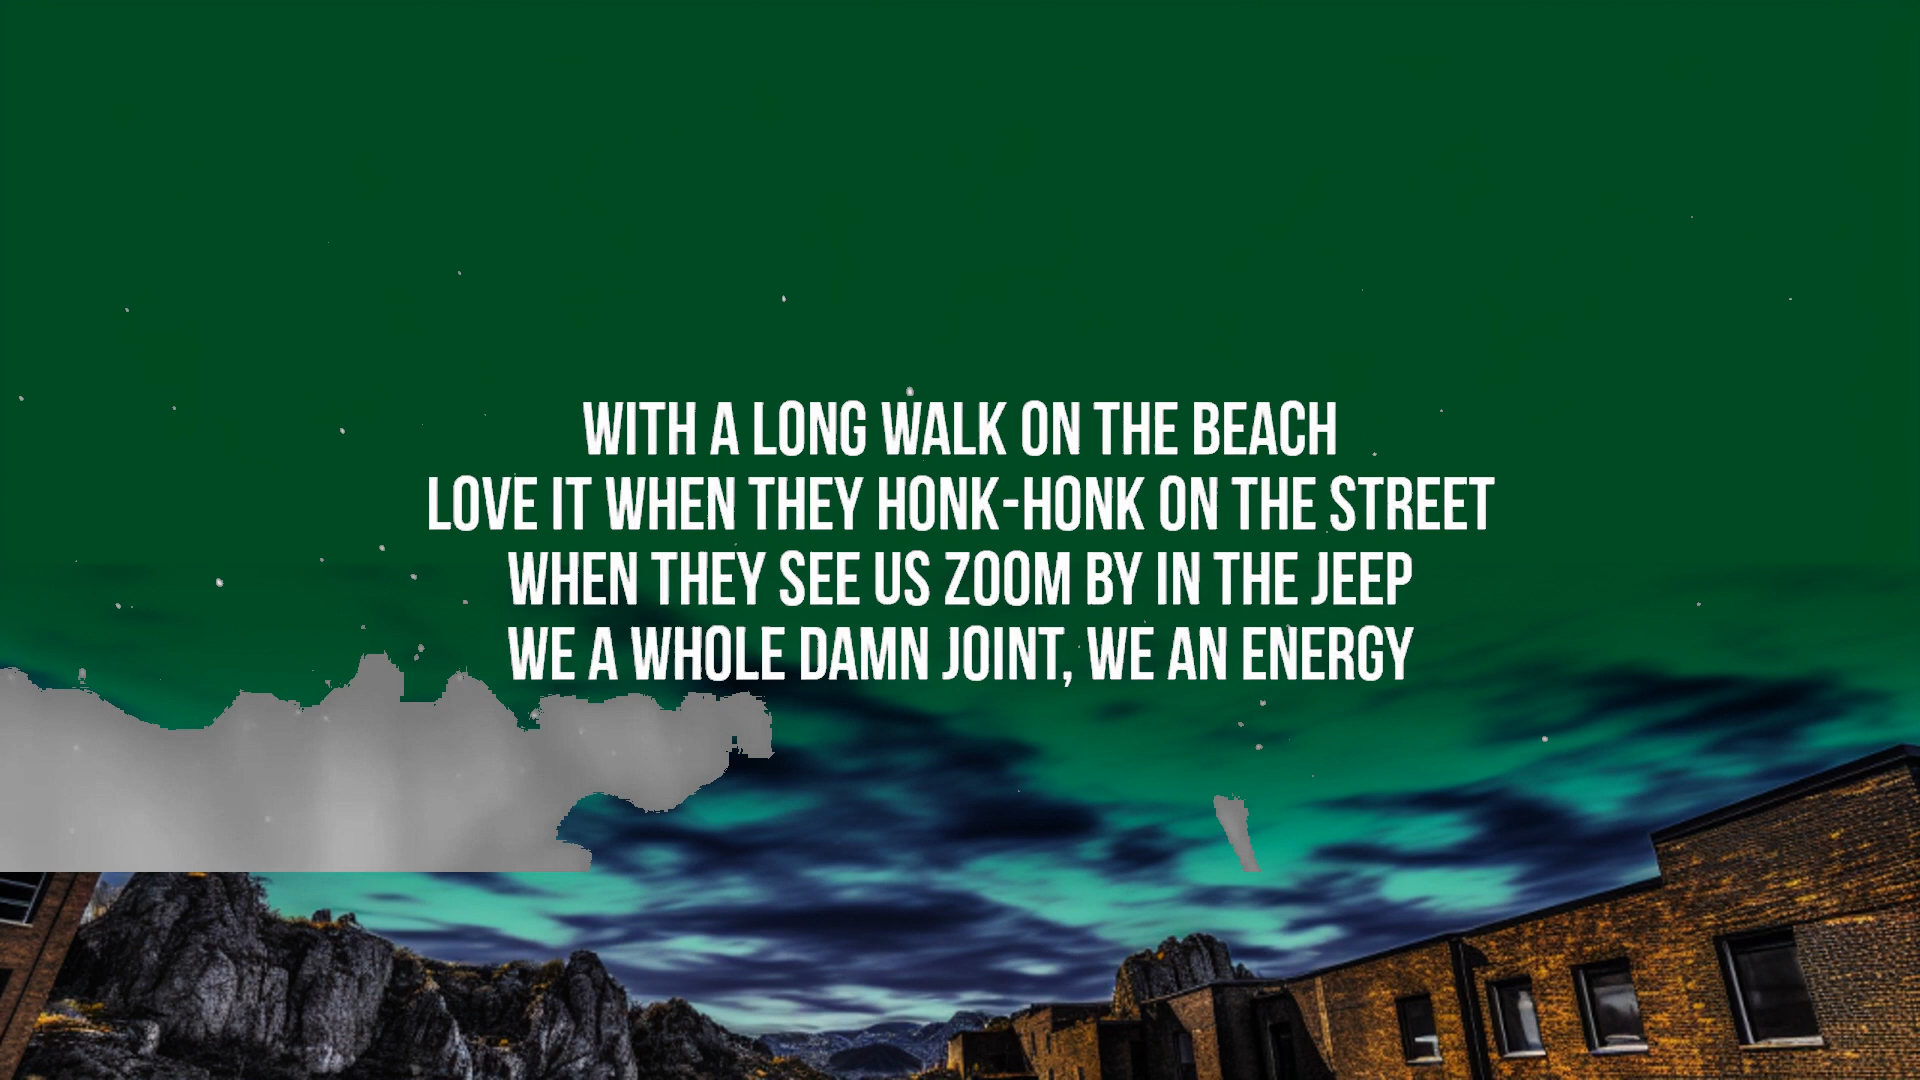 WITH A LONG WALK ON THE BEACH
LOVE IT WHEN THEY HONK-HONK ON THE STREET
WHEN THEY SEE US ZOOM BY IN THE JEEP
WE A WHOLE DAMN JOINT, WE AN ENERGY